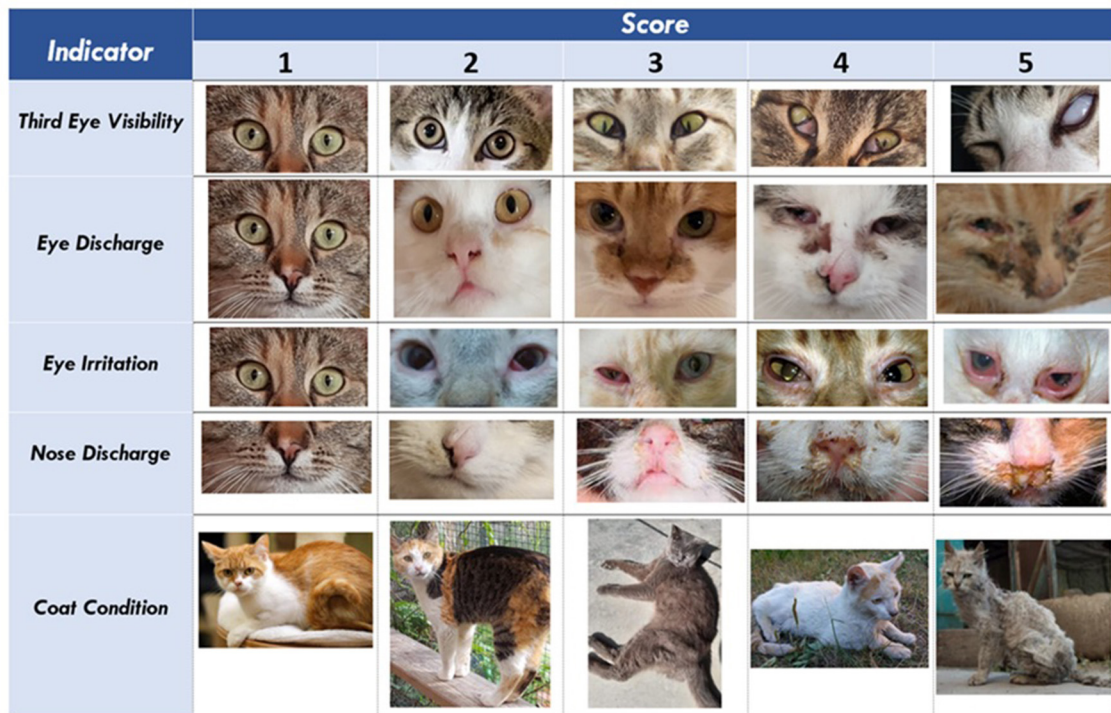 Indicator
Score
1 2 3 4 5
Third Eye Visibility
Eye Discharge
Eye Irritation
Nose Discharge
Coat Condition